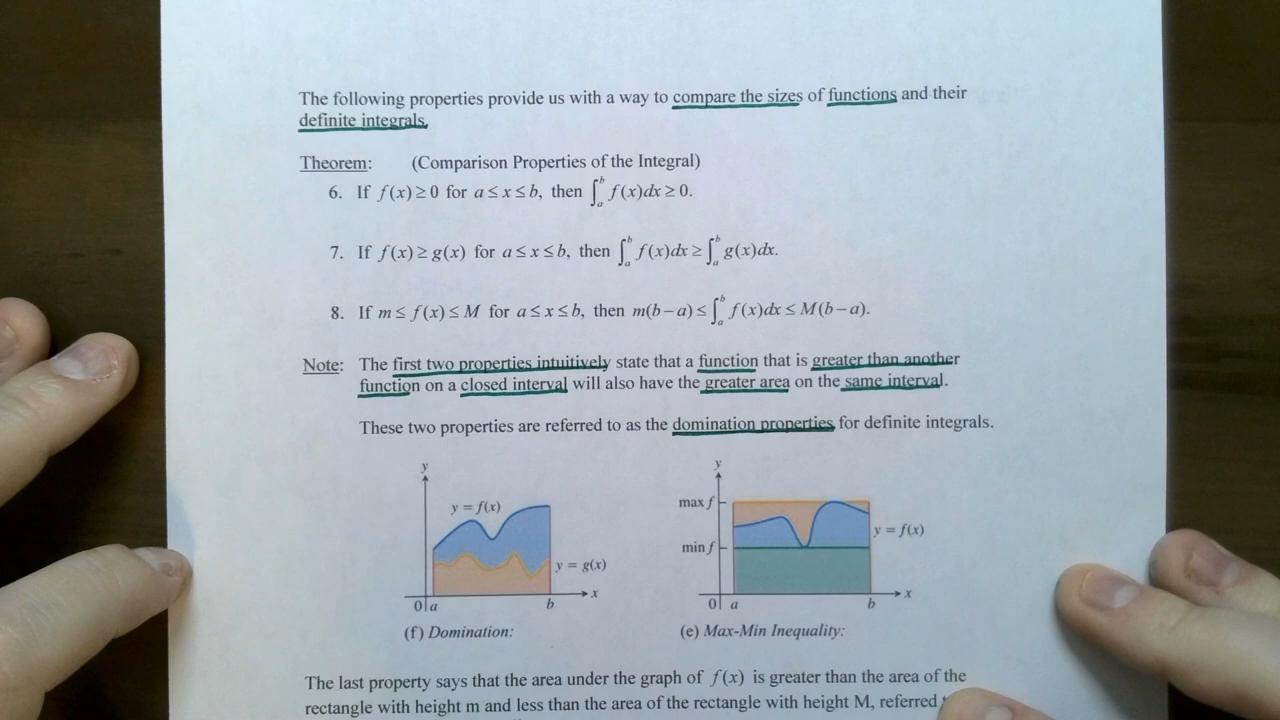 The following properties provide us with a way to compare the sizes of functions and their
definite integrals.
Theorem: (Comparison Properties of the Integral)
6. If f(x) ≥ 0 for a ≤ x ≤ b, then ∫_a^b f(x)dx ≥ 0.
7. If f(x) ≥ g(x) for a ≤ x ≤ b, then ∫_a^b f(x)dx ≥ ∫_a^b g(x)dx.
8. If m ≤ f(x) ≤ M for a ≤ x ≤ b, then m(b−a) ≤ ∫_a^b f(x)dx ≤ M(b−a).
Note: The first two properties intuitively state that a function that is greater than another
function on a closed interval will also have the greater area on the same interval.
These two properties are referred to as the domination properties for definite integrals.
y
y = f(x)
y = g(x)
x
0 a b
(f) Domination:
y
max f
y = f(x)
min f
x
0 a b
(e) Max-Min Inequality:
The last property says that the area under the graph of f(x) is greater than the area of the
rectangle with height m and less than the area of the rectangle with height M, referred